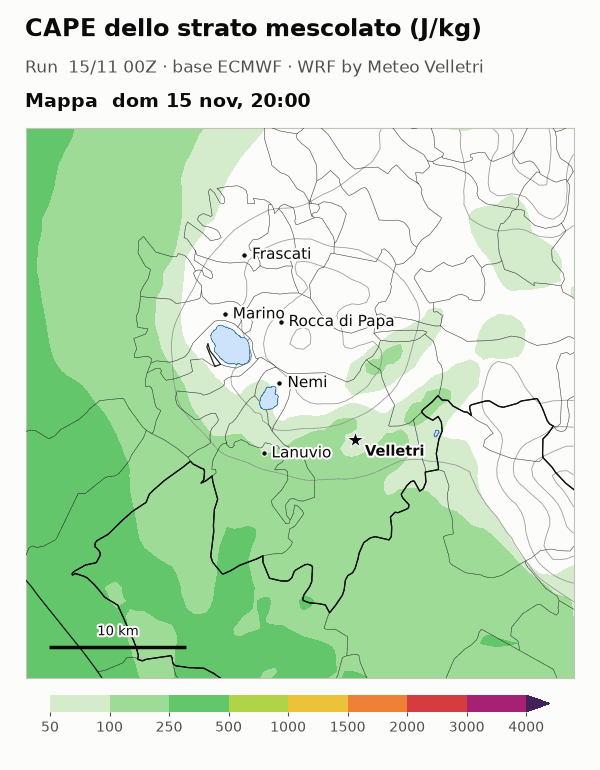 CAPE dello strato mescolato (J/kg)
Run  15/11 00Z · base ECMWF · WRF by Meteo Velletri
Mappa  dom 15 nov, 20:00
Frascati
Marino
Rocca di Papa
Nemi
Velletri
Lanuvio
10 km
50 100 250 500 1000 1500 2000 3000 4000